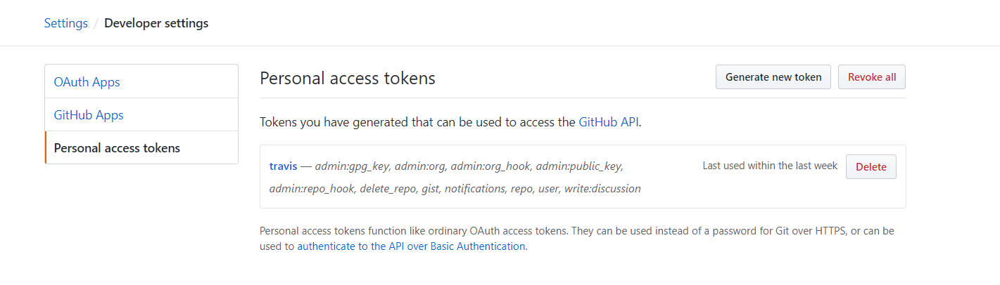 Settings / Developer settings
OAuth Apps
GitHub Apps
Personal access tokens
Personal access tokens
Generate new token
Revoke all
Tokens you have generated that can be used to access the GitHub API.
travis — admin:gpg_key, admin:org, admin:org_hook, admin:public_key,
admin:repo_hook, delete_repo, gist, notifications, repo, user, write:discussion
Last used within the last week
Delete
Personal access tokens function like ordinary OAuth access tokens. They can be used instead of a password for Git over HTTPS, or can be
used to authenticate to the API over Basic Authentication.